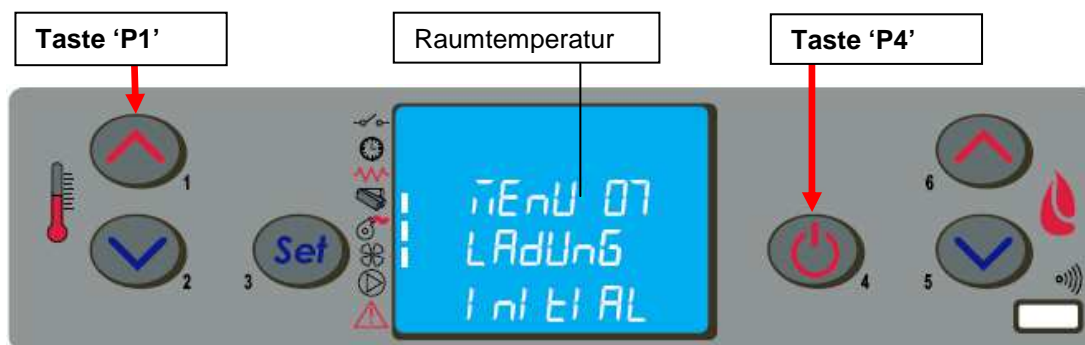 Taste ‘P1’
Raumtemperatur
Taste ‘P4’
1
2
Set
3
MEnU 07
LAdUnG
InItIAL
4
6
5